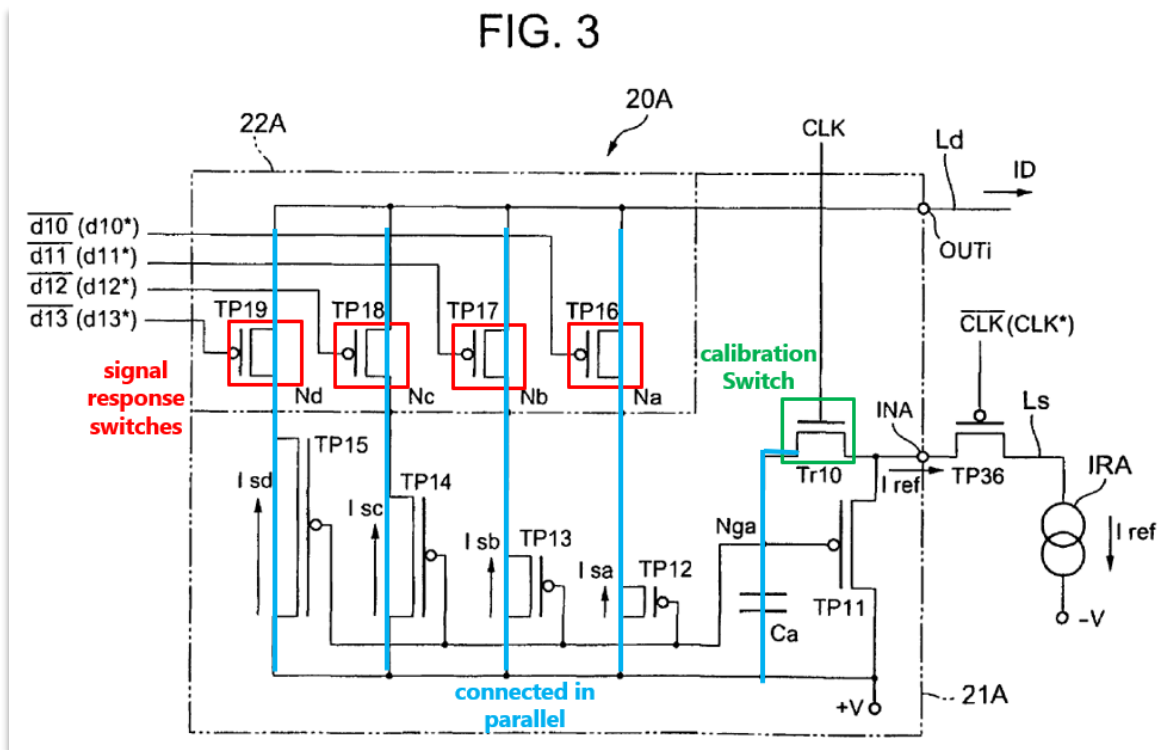 FIG. 3
20A
22A
CLK
Ld
ID
d10 (d10*)
d11 (d11*)
d12 (d12*)
d13 (d13*)
OUTi
TP19
TP18
TP17
TP16
CLK(CLK*)
calibration
Switch
signal
response
switches
Nd
Nc
Nb
Na
INA
Ls
TP15
Tr10
I ref
TP36
IRA
I sd
TP14
I sc
Nga
I ref
I sb
TP13
I sa
TP12
TP11
Ca
-V
connected in
parallel
+V
21A